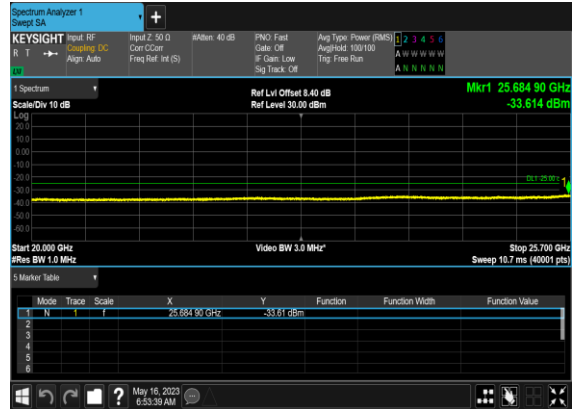 Spectrum Analyzer 1
Swept SA
+
KEYSIGHT Input: RF Input Z: 50 Ω #Atten: 40 dB PNO: Fast Avg Type: Power (RMS) 1 2 3 4 5 6
R T Coupling: DC Corr CCorr Gate: Off Avg|Hold: 100/100 A W W W W W
Align: Auto Freq Ref: Int (S) IF Gain: Low Trig: Free Run
Sig Track: Off A N N N N N
1 Spectrum Ref Lvl Offset 8.40 dB Mkr1 25.684 90 GHz
Scale/Div 10 dB Ref Level 30.00 dBm -33.614 dBm
Log
20.0
10.0
0.00
-10.0
-20.0
DL1 -25.00 1
-30.0
-40.0
-50.0
-60.0
Start 20.000 GHz Video BW 3.0 MHz* Stop 25.700 GHz
#Res BW 1.0 MHz Sweep 10.7 ms (40001 pts)
5 Marker Table
Mode Trace Scale X Y Function Function Width Function Value
1 N 1 f 25.684 90 GHz -33.61 dBm
2
3
4
5
6
? May 16, 2023
6:53:39 AM